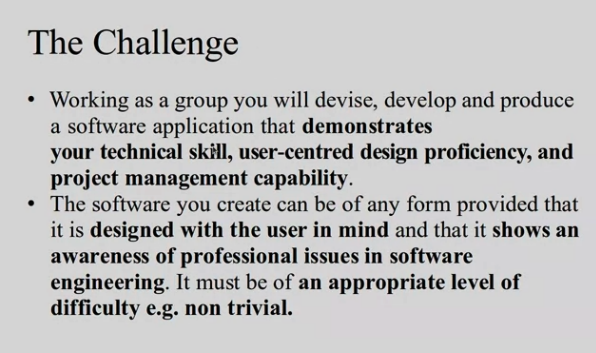 The Challenge
• Working as a group you will devise, develop and produce
a software application that demonstrates
your technical skill, user-centred design proficiency, and
project management capability.
• The software you create can be of any form provided that
it is designed with the user in mind and that it shows an
awareness of professional issues in software
engineering. It must be of an appropriate level of
difficulty e.g. non trivial.